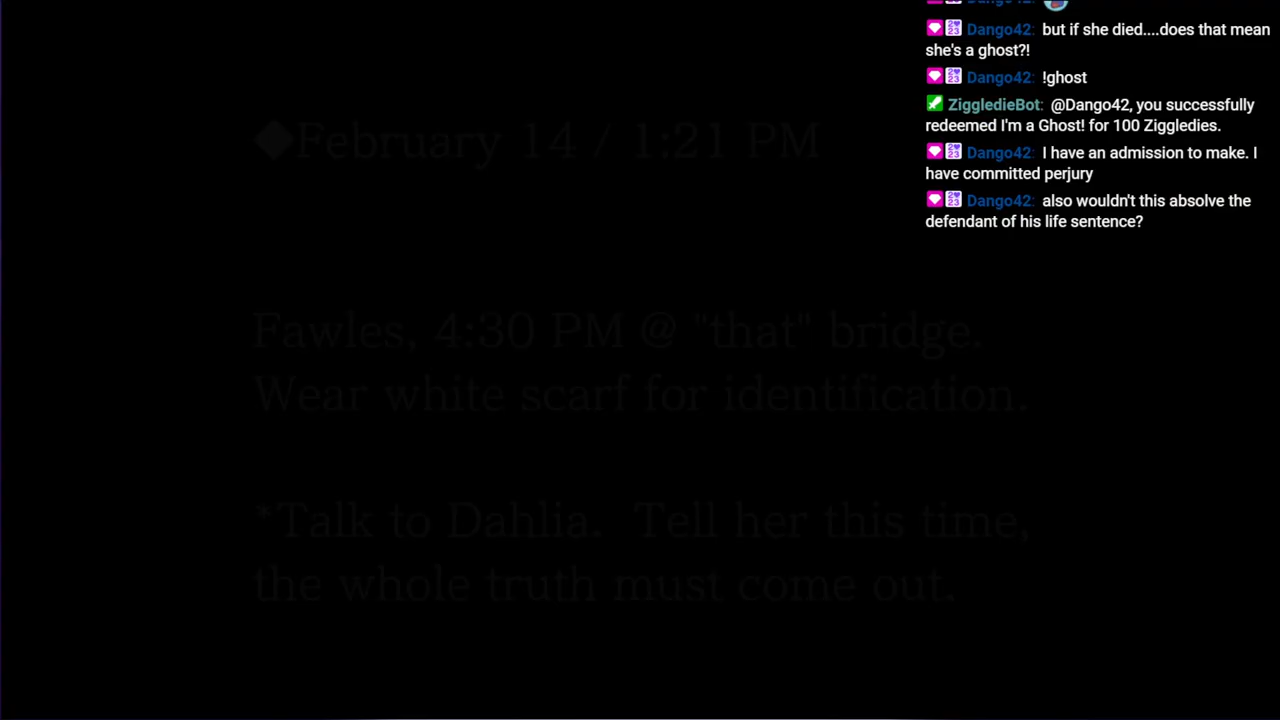 Dango42:
Dango42: but if she died....does that mean
she's a ghost?!
Dango42: !ghost
ZiggledieBot: @Dango42, you successfully
redeemed I'm a Ghost! for 100 Ziggledies.
Dango42: I have an admission to make. I
have committed perjury
Dango42: also wouldn't this absolve the
defendant of his life sentence?
◆February 14 / 1:21 PM
Fawles, 4:30 PM @ "that" bridge.
Wear white scarf for identification.
*Talk to Dahlia. Tell her this time,
the whole truth must come out.